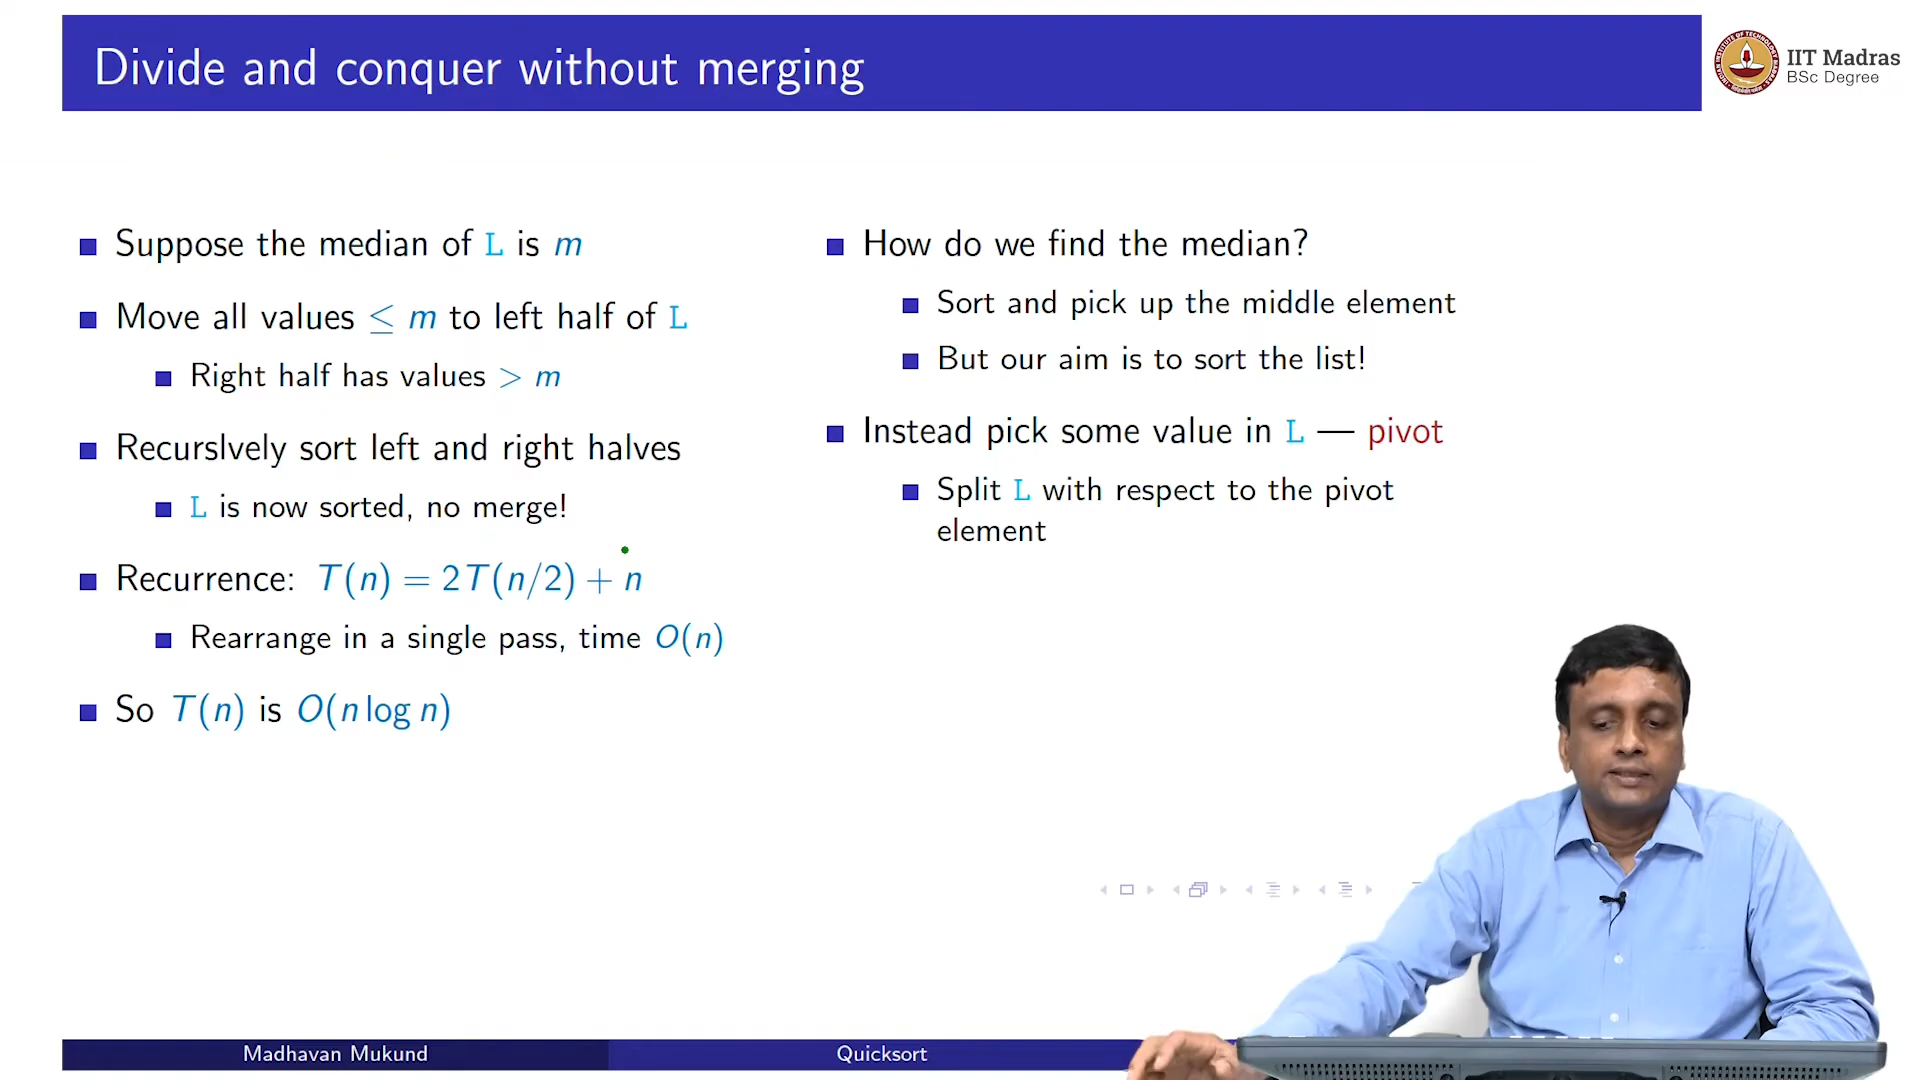 Divide and conquer without merging
IIT Madras
BSc Degree
Suppose the median of L is m
Move all values ≤ m to left half of L
Right half has values > m
Recurslvely sort left and right halves
L is now sorted, no merge!
Recurrence: T(n) = 2T(n/2) + n
Rearrange in a single pass, time O(n)
So T(n) is O(n log n)
How do we find the median?
Sort and pick up the middle element
But our aim is to sort the list!
Instead pick some value in L — pivot
Split L with respect to the pivot
element
Madhavan Mukund
Quicksort